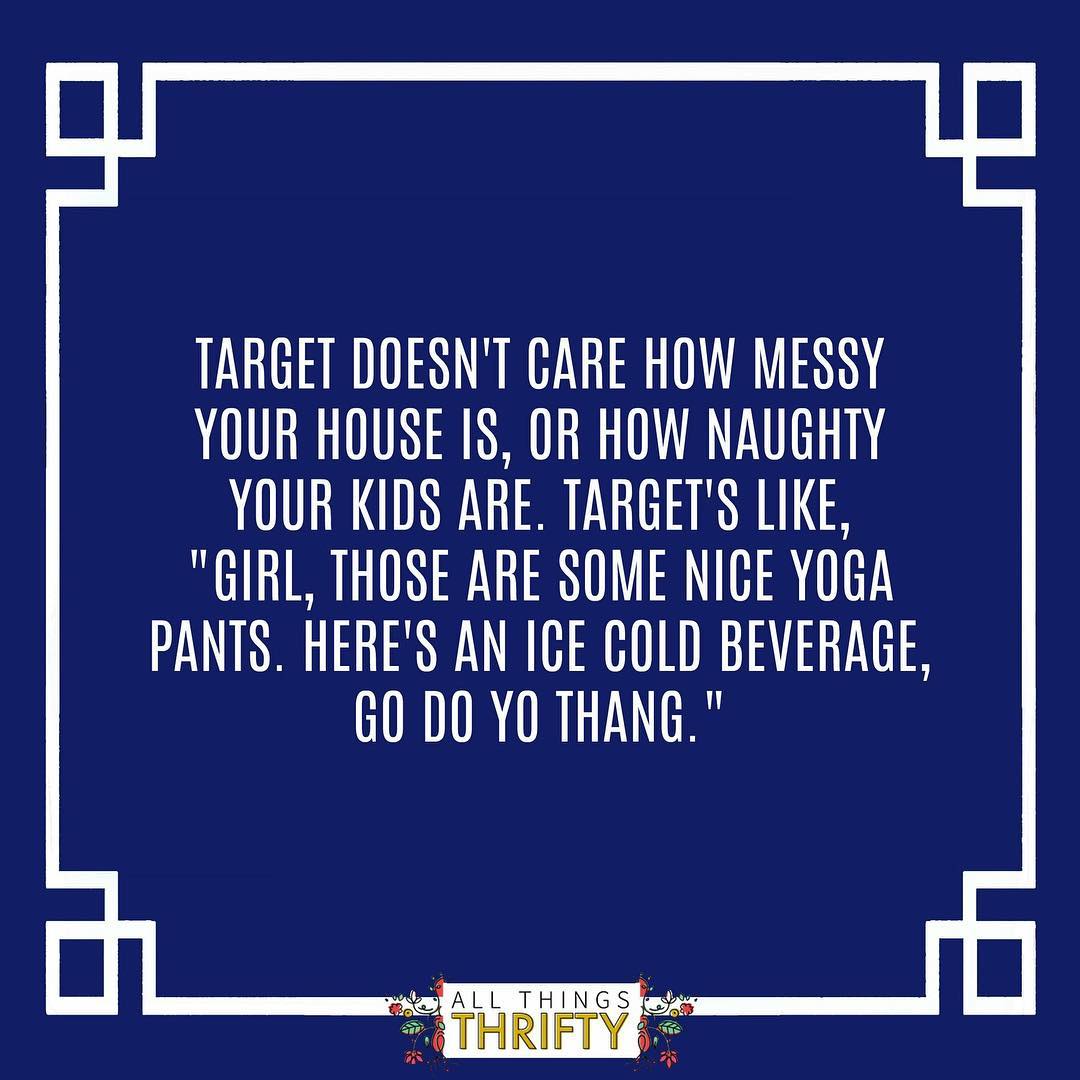 TARGET DOESN'T CARE HOW MESSY
YOUR HOUSE IS, OR HOW NAUGHTY
YOUR KIDS ARE. TARGET'S LIKE,
"GIRL, THOSE ARE SOME NICE YOGA
PANTS. HERE'S AN ICE COLD BEVERAGE,
GO DO YO THANG."
ALL THINGS
THRIFTY